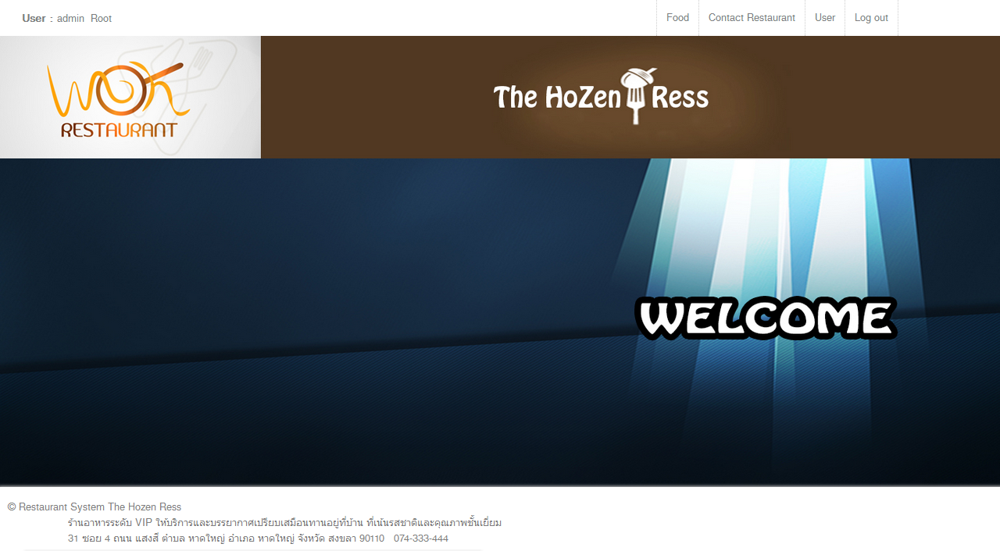 User : admin Root
Food
Contact Restaurant
User
Log out
WOK
RESTAURANT
The HoZen Ress
WELCOME
© Restaurant System The Hozen Ress
ร้านอาหารระดับ VIP ให้บริการและบรรยากาศเปรียบเสมือนทานอยู่ที่บ้าน ที่เน้นรสชาติและคุณภาพชั้นเยี่ยม
31 ซอย 4 ถนน แสงสี ตำบล หาดใหญ่ อำเภอ หาดใหญ่ จังหวัด สงขลา 90110 074-333-444